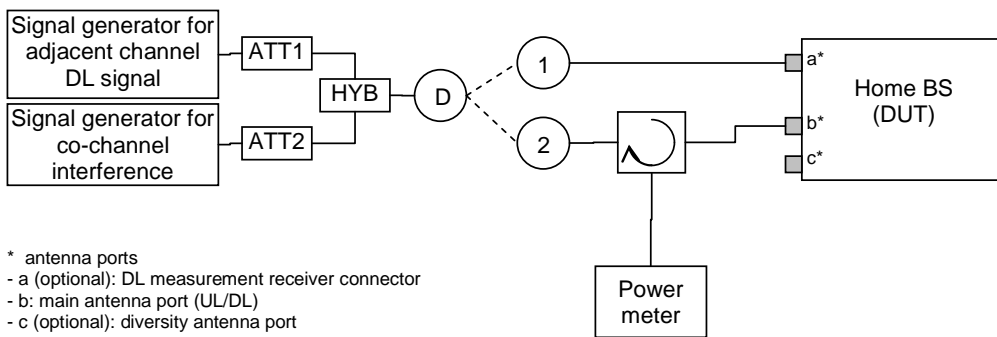 Signal generator for
adjacent channel
DL signal
ATT1
HYB
Signal generator for
co-channel
interference
ATT2
D
1
2
a*
b*
c*
Home BS
(DUT)
Power
meter
* antenna ports
- a (optional): DL measurement receiver connector
- b: main antenna port (UL/DL)
- c (optional): diversity antenna port